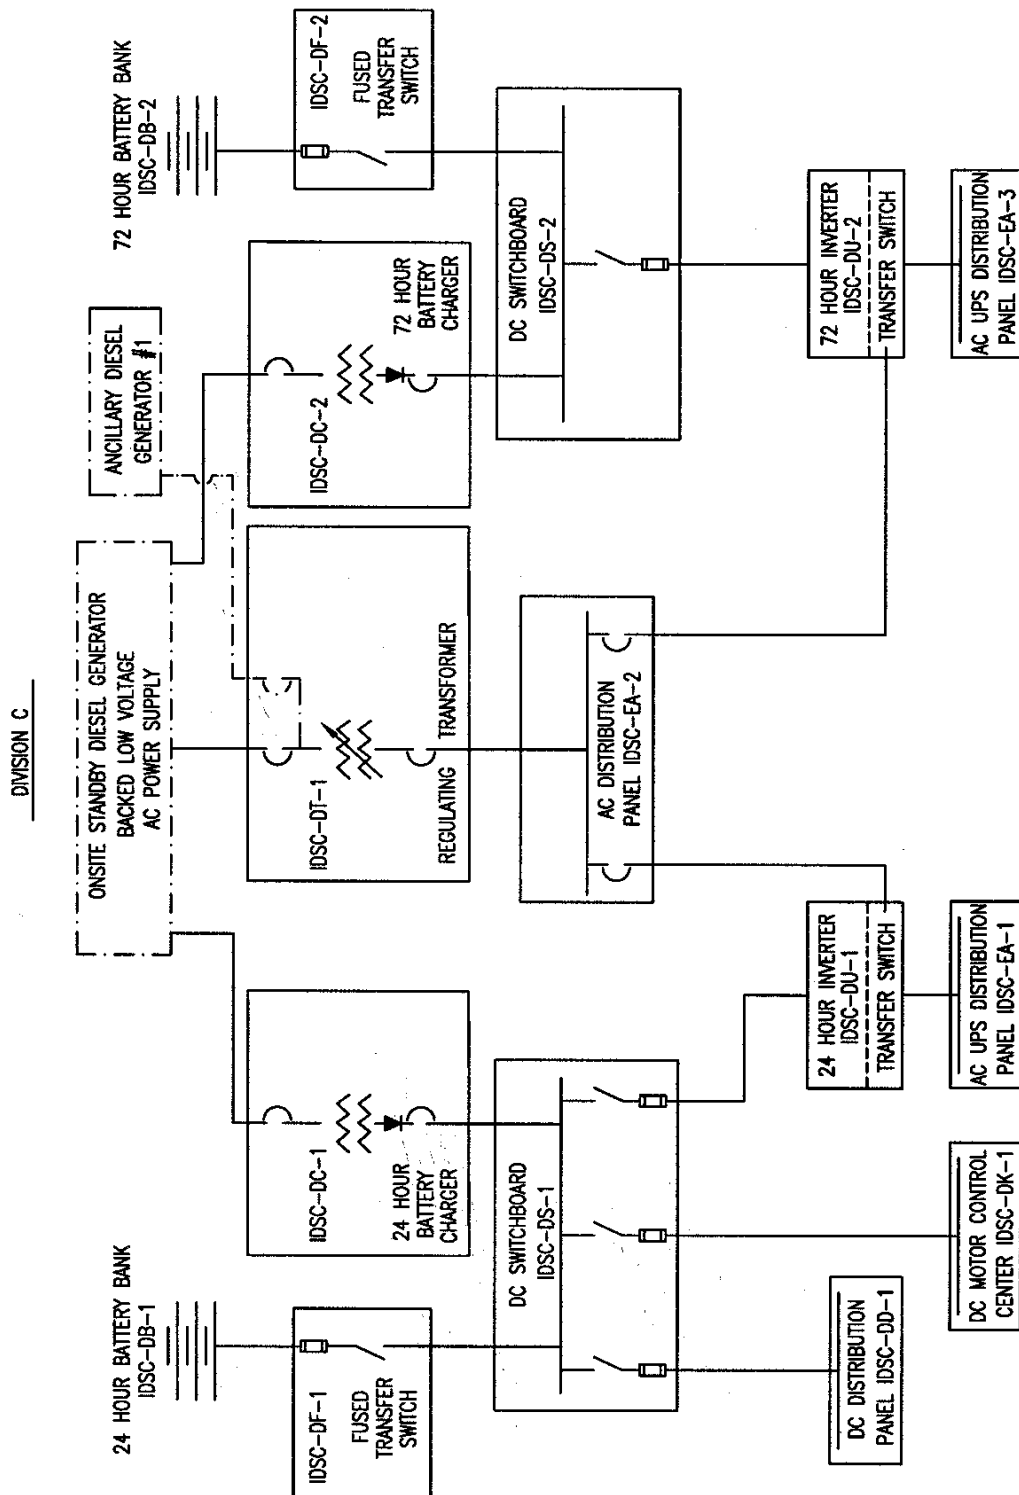 DIVISION C
24 HOUR BATTERY BANK
IDSC-DB-1
ONSITE STANDBY DIESEL GENERATOR
BACKED LOW VOLTAGE
AC POWER SUPPLY
ANCILLARY DIESEL
GENERATOR #1
72 HOUR BATTERY BANK
IDSC-DB-2
IDSC-DF-1
FUSED
TRANSFER
SWITCH
IDSC-DC-1
24 HOUR
BATTERY
CHARGER
IDSC-DT-1
REGULATING TRANSFORMER
IDSC-DC-2
72 HOUR
BATTERY
CHARGER
IDSC-DF-2
FUSED
TRANSFER
SWITCH
DC SWITCHBOARD
IDSC-DS-1
AC DISTRIBUTION
PANEL IDSC-EA-2
DC SWITCHBOARD
IDSC-DS-2
24 HOUR INVERTER
IDSC-DU-1
TRANSFER SWITCH
72 HOUR INVERTER
IDSC-DU-2
TRANSFER SWITCH
DC DISTRIBUTION
PANEL IDSC-DD-1
DC MOTOR CONTROL
CENTER IDSC-DK-1
AC UPS DISTRIBUTION
PANEL IDSC-EA-1
AC UPS DISTRIBUTION
PANEL IDSC-EA-3